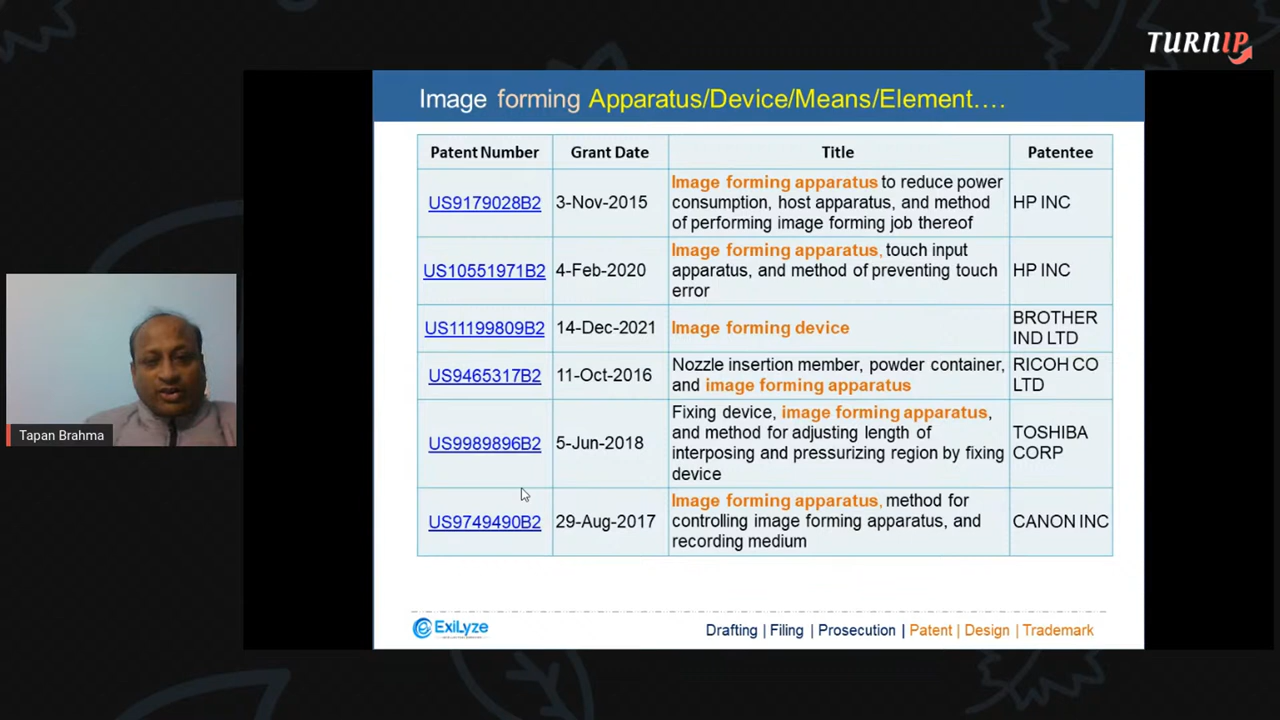 TURNIP
Image forming Apparatus/Device/Means/Element....
Patent Number Grant Date Title Patentee
US9179028B2 3-Nov-2015 Image forming apparatus to reduce power
consumption, host apparatus, and method
of performing image forming job thereof HP INC
US10551971B2 4-Feb-2020 Image forming apparatus, touch input
apparatus, and method of preventing touch
error HP INC
US11199809B2 14-Dec-2021 Image forming device BROTHER
IND LTD
US9465317B2 11-Oct-2016 Nozzle insertion member, powder container,
and image forming apparatus RICOH CO
LTD
US9989896B2 5-Jun-2018 Fixing device, image forming apparatus,
and method for adjusting length of
interposing and pressurizing region by fixing
device TOSHIBA
CORP
US9749490B2 29-Aug-2017 Image forming apparatus, method for
controlling image forming apparatus, and
recording medium CANON INC
Tapan Brahma
ExiLyze
Drafting | Filing | Prosecution | Patent | Design | Trademark